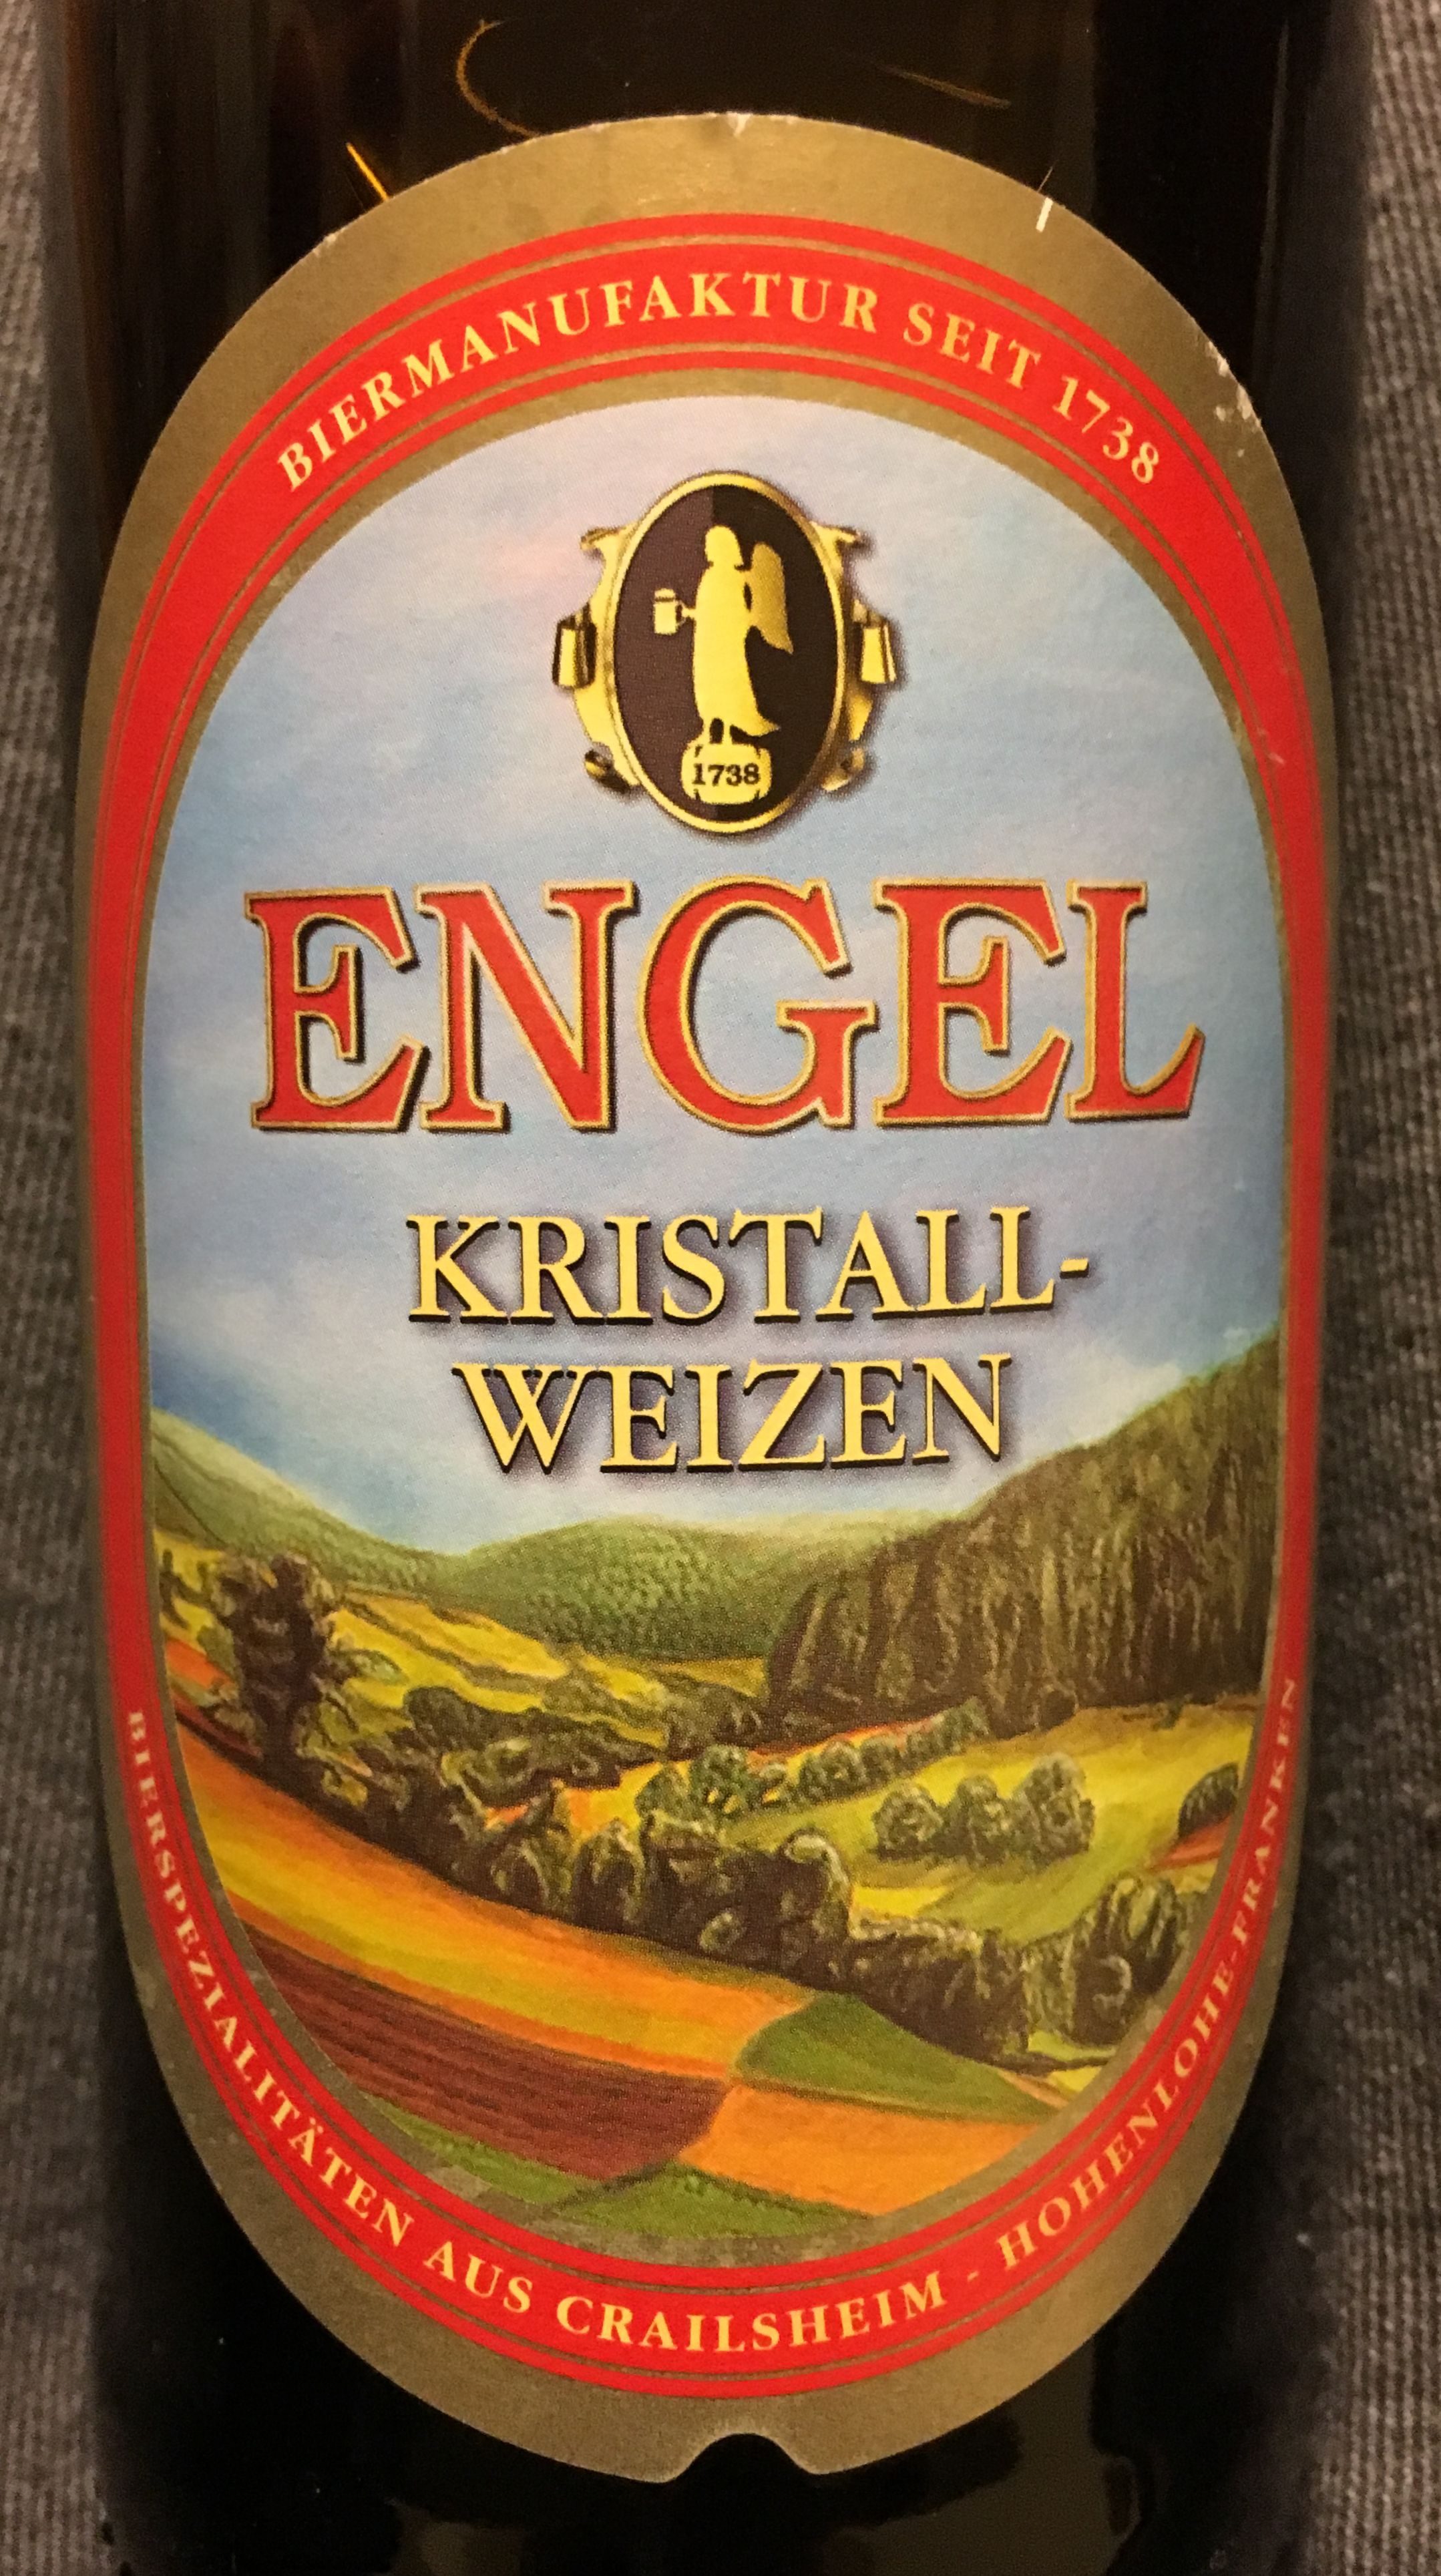 BIERMANUFAKTUR SEIT 1738
1738
ENGEL
KRISTALL-
WEIZEN
BIERSPEZIALITÄTEN AUS CRAILSHEIM - HOHENLOHE-FRANKEN